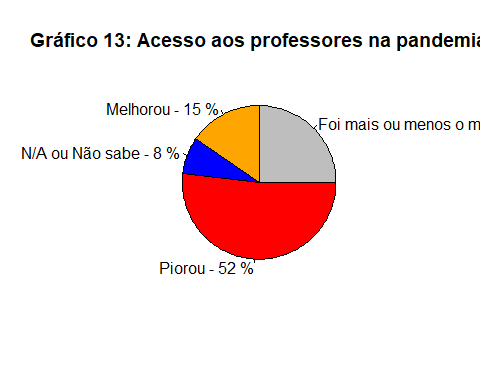 Gráfico 13: Acesso aos professores na pandemia
Melhorou - 15 %
Foi mais ou menos o m
N/A ou Não sabe - 8 %
Piorou - 52 %